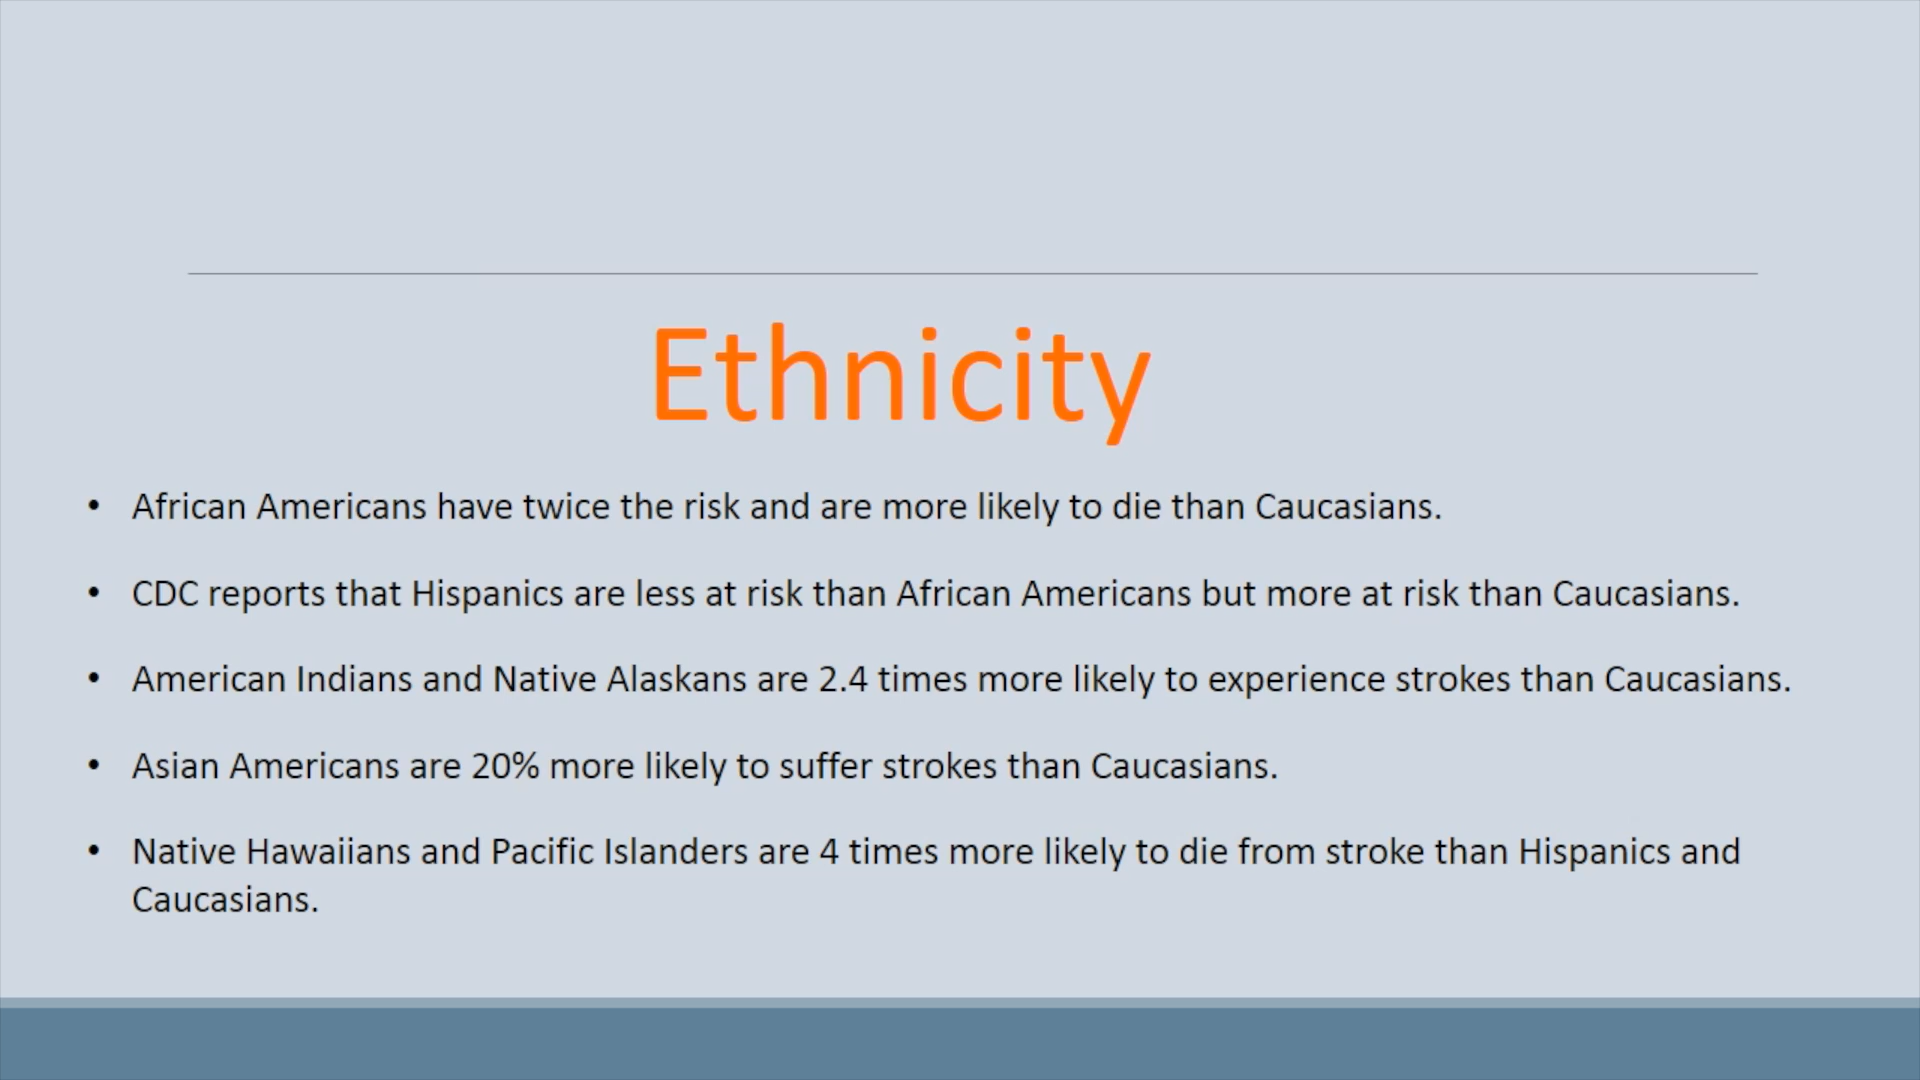 Ethnicity
• African Americans have twice the risk and are more likely to die than Caucasians.
• CDC reports that Hispanics are less at risk than African Americans but more at risk than Caucasians.
• American Indians and Native Alaskans are 2.4 times more likely to experience strokes than Caucasians.
• Asian Americans are 20% more likely to suffer strokes than Caucasians.
• Native Hawaiians and Pacific Islanders are 4 times more likely to die from stroke than Hispanics and
Caucasians.